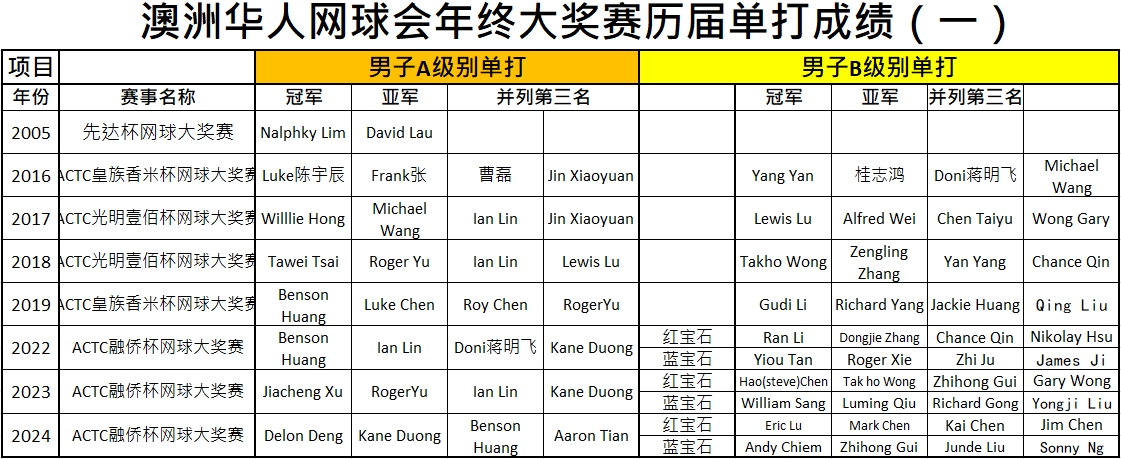 澳洲华人网球会年终大奖赛历届单打成绩（一）
项目 男子A级别单打 男子B级别单打
年份 赛事名称 冠军 亚军 并列第三名 冠军 亚军 并列第三名
2005 先达杯网球大奖赛 Nalphky Lim David Lau
2016 ACTC皇族香米杯网球大奖赛 Luke陈宇辰 Frank张 曹磊 Jin Xiaoyuan Yang Yan 桂志鸿 Doni蒋明飞 Michael Wang
2017 ACTC光明壹佰杯网球大奖赛 Willlie Hong Michael Wang Ian Lin Jin Xiaoyuan Lewis Lu Alfred Wei Chen Taiyu Wong Gary
2018 ACTC光明壹佰杯网球大奖赛 Tawei Tsai Roger Yu Ian Lin Lewis Lu Takho Wong Zengling Zhang Yan Yang Chance Qin
2019 ACTC皇族香米杯网球大奖赛 Benson Huang Luke Chen Roy Chen RogerYu Gudi Li Richard Yang Jackie Huang Qing Liu
2022 ACTC融侨杯网球大奖赛 Benson Huang Ian Lin Doni蒋明飞 Kane Duong 红宝石 Ran Li Dongjie Zhang Chance Qin Nikolay Hsu
蓝宝石 Yiou Tan Roger Xie Zhi Ju James Ji
2023 ACTC融侨杯网球大奖赛 Jiacheng Xu RogerYu Ian Lin Kane Duong 红宝石 Hao(steve)Chen Tak ho Wong Zhihong Gui Gary Wong
蓝宝石 William Sang Luming Qiu Richard Gong Yongji Liu
2024 ACTC融侨杯网球大奖赛 Delon Deng Kane Duong Benson Huang Aaron Tian 红宝石 Eric Lu Mark Chen Kai Chen Jim Chen
蓝宝石 Andy Chiem Zhihong Gui Junde Liu Sonny Ng